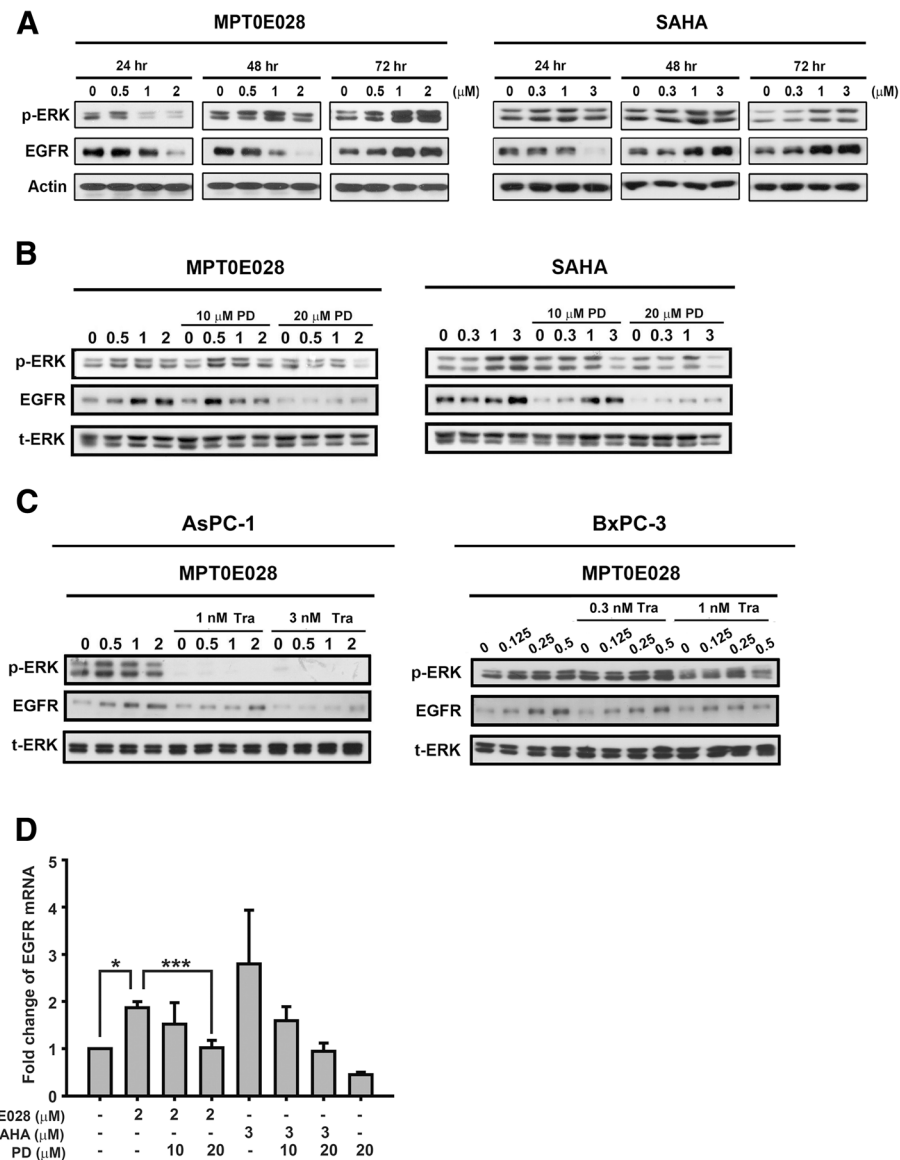 A
MPT0E028 SAHA
24 hr 48 hr 72 hr 24 hr 48 hr 72 hr
0 0.5 1 2 0 0.5 1 2 0 0.5 1 2 (μM) 0 0.3 1 3 0 0.3 1 3 0 0.3 1 3 (μM)
p-ERK
EGFR
Actin
B
MPT0E028 SAHA
10 μM PD 20 μM PD 10 μM PD 20 μM PD
0 0.5 1 2 0 0.5 1 2 0 0.5 1 2 0 0.3 1 3 0 0.3 1 3 0 0.3 1 3
p-ERK
EGFR
t-ERK
C
AsPC-1 BxPC-3
MPT0E028 MPT0E028
1 nM Tra 3 nM Tra 0.3 nM Tra 1 nM Tra
0 0.5 1 2 0 0.5 1 2 0 0.5 1 2 0 0.125 0.25 0.5 0 0.125 0.25 0.5 0 0.125 0.25 0.5
p-ERK p-ERK
EGFR EGFR
t-ERK t-ERK
D
Fold change of EGFR mRNA
5
4
3
2
1
0
* ***
E028 (μM) - 2 2 2 - - - -
AHA (μM) - - - - 3 3 3 -
PD (μM) - - 10 20 - 10 20 20